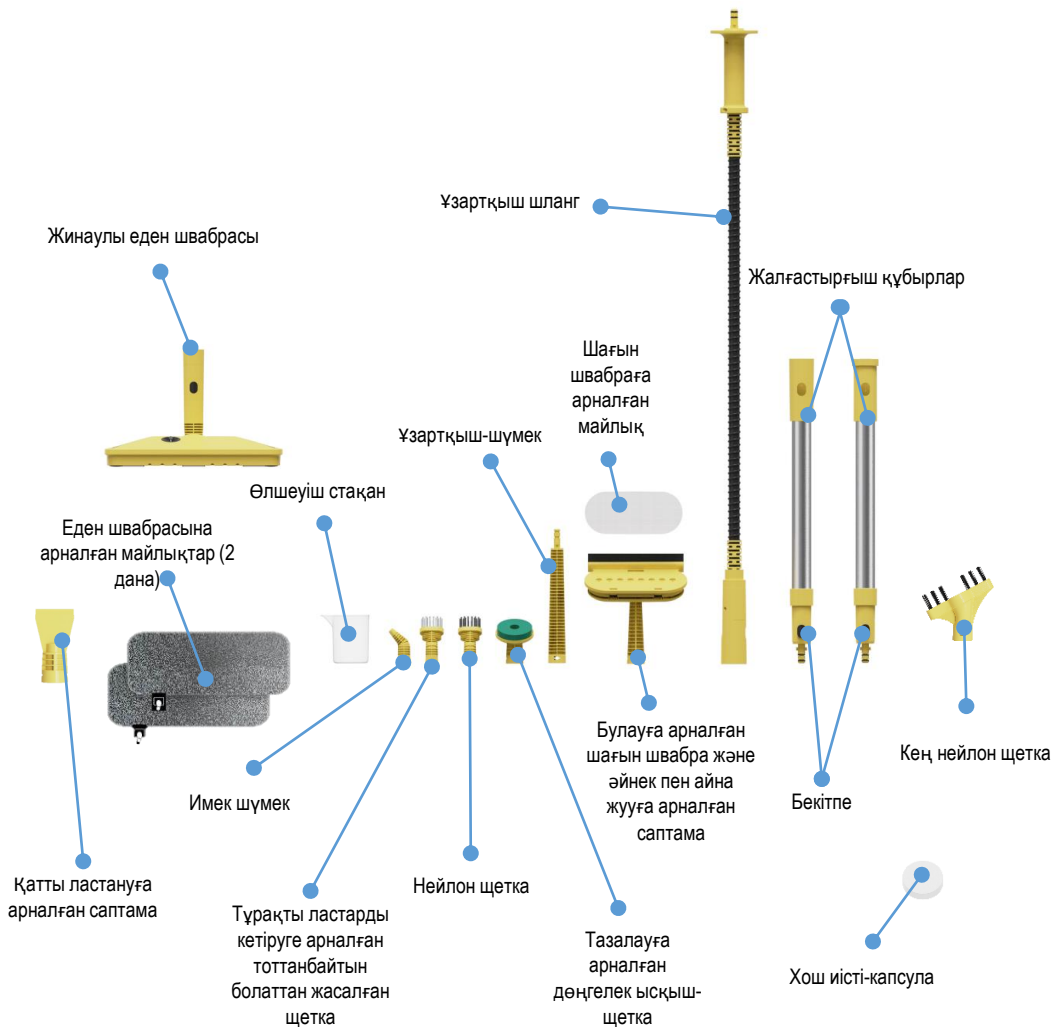 Ұзартқыш шланг
Жинаулы еден швабрасы
Жалғастырғыш құбырлар
Шағын
швабраға
арналған
майлық
Ұзартқыш-шүмек
Өлшеуіш стақан
Еден швабрасына
арналған майлықтар (2
дана)
Булауға арналған
шағын швабра және
әйнек пен айна
жууға арналған
саптама
Кең нейлон щетка
Имек шүмек
Бекітпе
Қатты ластануға
арналған саптама
Нейлон щетка
Тұрақты ластарды
кетіруге арналған
тоттанбайтын
болаттан жасалған
щетка
Тазалауға
арналған
дөңгелек ысқыш-
щетка
Хош иісті-капсула